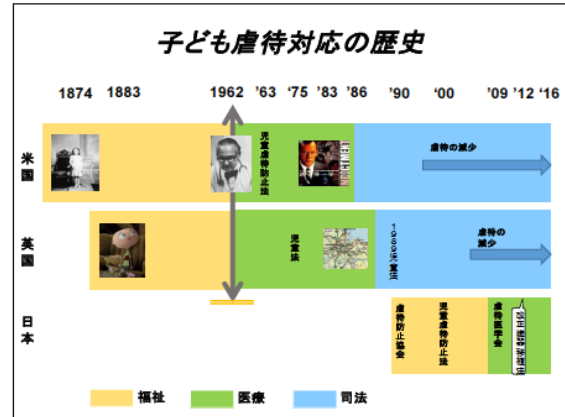 子ども虐待対応の歴史
1874 1883 1962 '63 '75 '83 '86 '90 '00 '09 '12 '16
米国
児童虐待防止法
虐待の減少
英国
児童法
1989児童法
虐待の
減少
日本
虐待防止協会
児童虐待防止法
虐待医学会
福祉 医療 司法